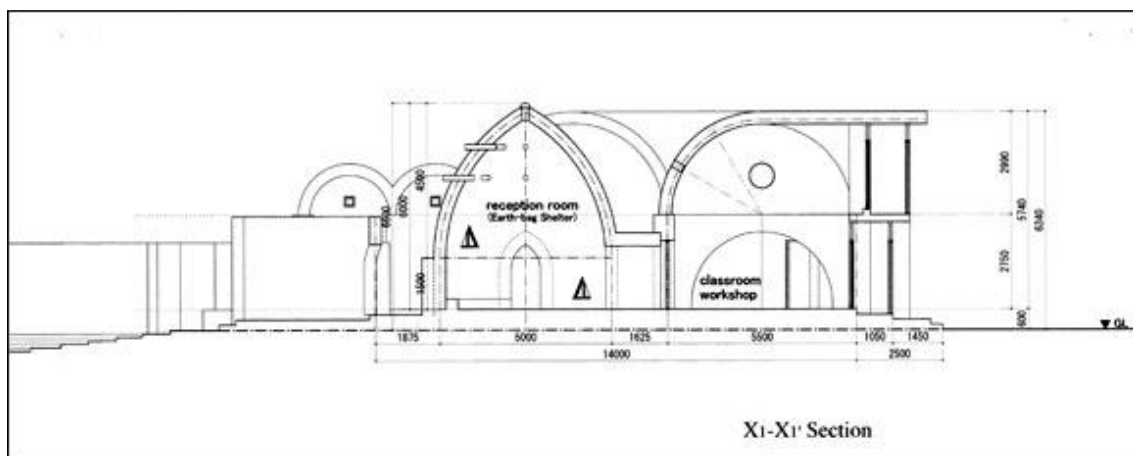 4500
6000
6600
2990
5740
6340
reception room
(Earth-bag Shelter)
1500
2750
classroom
workshop
600
GL
1875 5000 1625 5500 1050 1450
14000 2500
X1-X1' Section